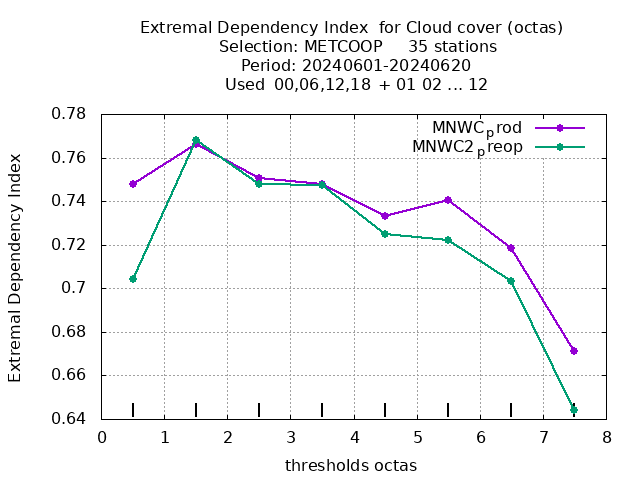 Extremal Dependency Index  for Cloud cover (octas)
Selection: METCOOP     35 stations
Period: 20240601-20240620
Used  00,06,12,18  + 01 02 ... 12
MNWCprod
MNWC2preop
0.78
0.76
0.74
0.72
0.7
0.68
0.66
0.64
Extremal Dependency Index
0 1 2 3 4 5 6 7 8
thresholds octas